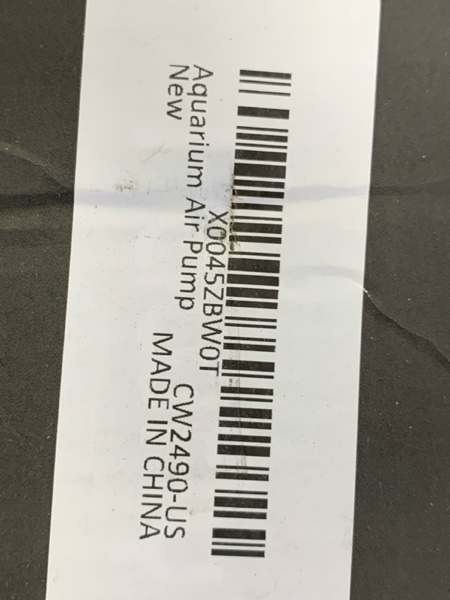 X0045ZBW0T
Aquarium Air Pump CW2490-US
New MADE IN CHINA